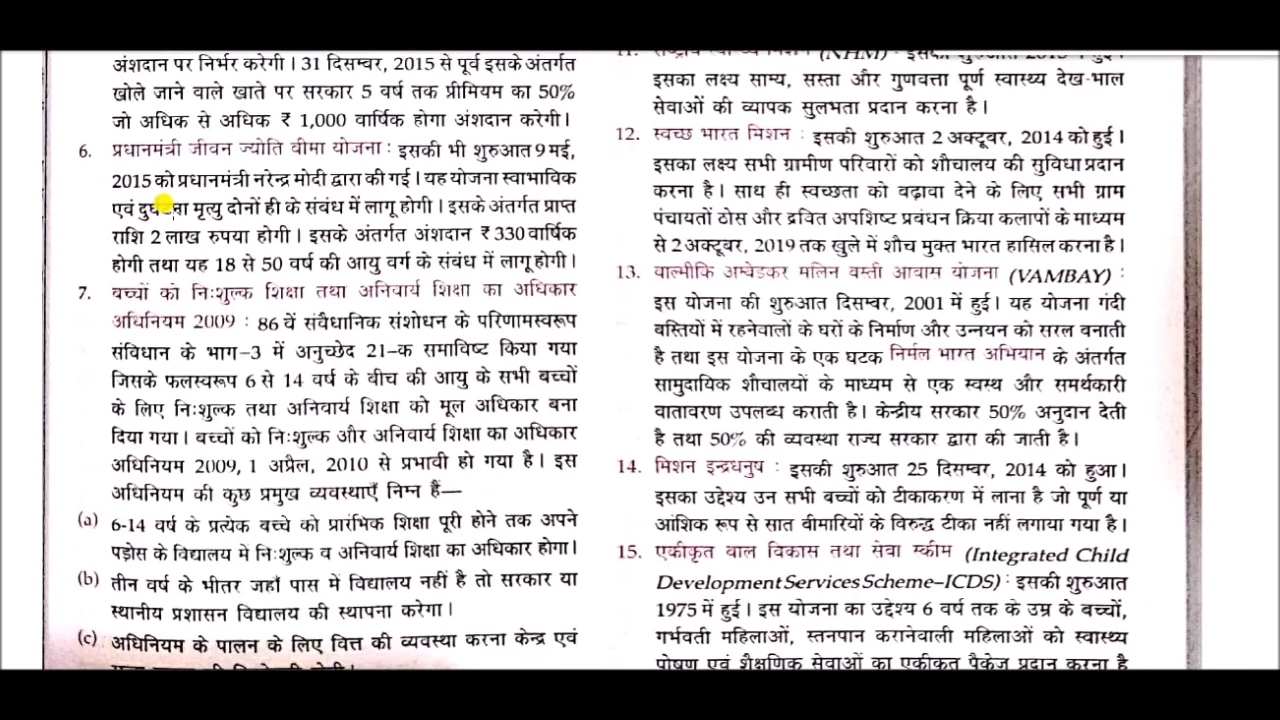 अंशदान पर निर्भर करेगी। 31 दिसम्बर, 2015 से पूर्व इसके अंतर्गत
खोले जाने वाले खाते पर सरकार 5 वर्ष तक प्रीमियम का 50%
जो अधिक से अधिक ₹ 1,000 वार्षिक होगा अंशदान करेगी।
6. प्रधानमंत्री जीवन ज्योति बीमा योजना : इसकी भी शुरुआत 9 मई,
2015 को प्रधानमंत्री नरेन्द्र मोदी द्वारा की गई। यह योजना स्वाभाविक
एवं दुर्घटना मृत्यु दोनों ही के संबंध में लागू होगी। इसके अंतर्गत प्राप्त
राशि 2 लाख रुपया होगी। इसके अंतर्गत अंशदान ₹ 330 वार्षिक
होगी तथा यह 18 से 50 वर्ष की आयु वर्ग के संबंध में लागू होगी।
7. बच्चों को निःशुल्क शिक्षा तथा अनिवार्य शिक्षा का अधिकार
अधिनियम 2009 : 86 वें संवैधानिक संशोधन के परिणामस्वरूप
संविधान के भाग-3 में अनुच्छेद 21-क समाविष्ट किया गया
जिसके फलस्वरूप 6 से 14 वर्ष के बीच की आयु के सभी बच्चों
के लिए निःशुल्क तथा अनिवार्य शिक्षा को मूल अधिकार बना
दिया गया। बच्चों को निःशुल्क और अनिवार्य शिक्षा का अधिकार
अधिनियम 2009, 1 अप्रैल, 2010 से प्रभावी हो गया है। इस
अधिनियम की कुछ प्रमुख व्यवस्थाएँ निम्न हैं—
(a) 6-14 वर्ष के प्रत्येक बच्चे को प्रारंभिक शिक्षा पूरी होने तक अपने
पड़ोस के विद्यालय में निःशुल्क व अनिवार्य शिक्षा का अधिकार होगा।
(b) तीन वर्ष के भीतर जहाँ पास में विद्यालय नहीं है तो सरकार या
स्थानीय प्रशासन विद्यालय की स्थापना करेगा।
(c) अधिनियम के पालन के लिए वित्त की व्यवस्था करना केन्द्र एवं
11. राष्ट्रीय स्वास्थ्य मिशन (NHM) : इसकी शुरुआत 2013 में हुई।
इसका लक्ष्य साम्य, सस्ता और गुणवत्ता पूर्ण स्वास्थ्य देख-भाल
सेवाओं की व्यापक सुलभता प्रदान करना है।
12. स्वच्छ भारत मिशन : इसकी शुरुआत 2 अक्टूबर, 2014 को हुई।
इसका लक्ष्य सभी ग्रामीण परिवारों को शौचालय की सुविधा प्रदान
करना है। साथ ही स्वच्छता को बढ़ावा देने के लिए सभी ग्राम
पंचायतों ठोस और द्रवित अपशिष्ट प्रबंधन क्रिया कलापों के माध्यम
से 2 अक्टूबर, 2019 तक खुले में शौच मुक्त भारत हासिल करना है।
13. वाल्मीकि अम्बेडकर मलिन बस्ती आवास योजना (VAMBAY) :
इस योजना की शुरुआत दिसम्बर, 2001 में हुई। यह योजना गंदी
बस्तियों में रहनेवालों के घरों के निर्माण और उन्नयन को सरल बनाती
है तथा इस योजना के एक घटक निर्मल भारत अभियान के अंतर्गत
सामुदायिक शौचालयों के माध्यम से एक स्वस्थ और समर्थकारी
वातावरण उपलब्ध कराती है। केन्द्रीय सरकार 50% अनुदान देती
है तथा 50% की व्यवस्था राज्य सरकार द्वारा की जाती है।
14. मिशन इन्द्रधनुष : इसकी शुरुआत 25 दिसम्बर, 2014 को हुआ।
इसका उद्देश्य उन सभी बच्चों को टीकाकरण में लाना है जो पूर्ण या
आंशिक रूप से सात बीमारियों के विरुद्ध टीका नहीं लगाया गया है।
15. एकीकृत बाल विकास तथा सेवा स्कीम (Integrated Child
Development Services Scheme–ICDS) : इसकी शुरुआत
1975 में हुई। इस योजना का उद्देश्य 6 वर्ष तक के उम्र के बच्चों,
गर्भवती महिलाओं, स्तनपान करानेवाली महिलाओं को स्वास्थ्य
पोषण एवं शैक्षणिक सेवाओं का एकीकृत पैकेज प्रदान करना है